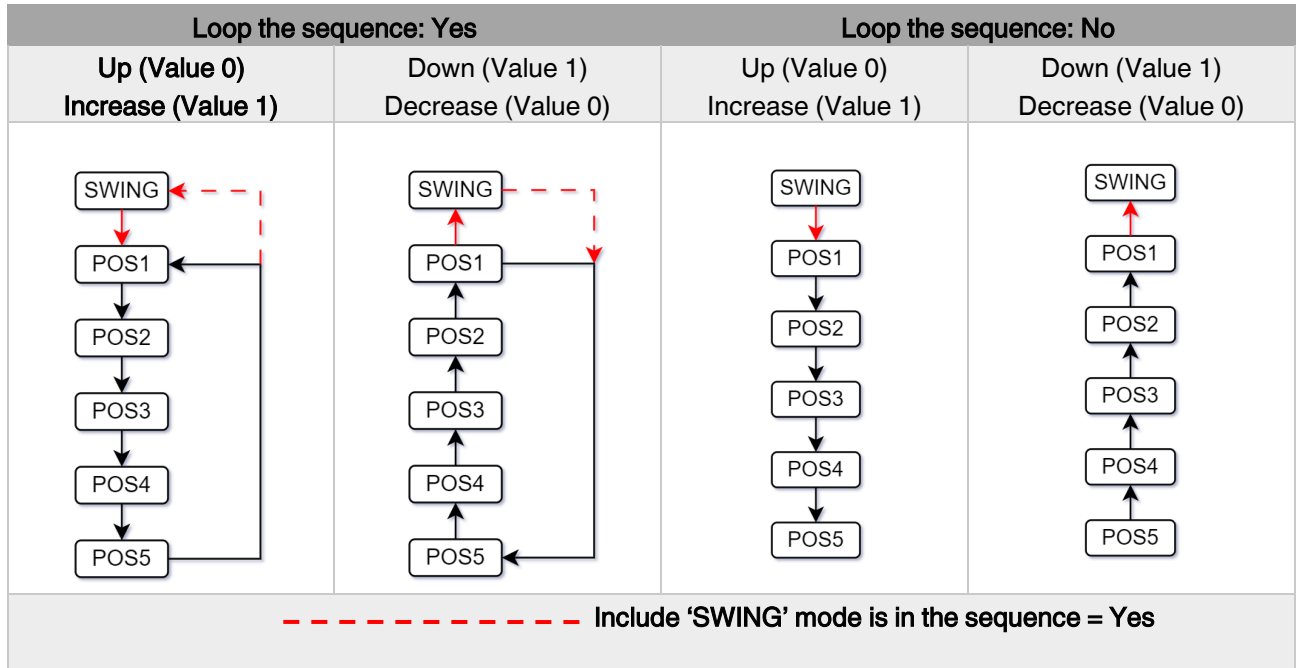 Loop the sequence: Yes
Loop the sequence: No
Up (Value 0)
Increase (Value 1)
Down (Value 1)
Decrease (Value 0)
Up (Value 0)
Increase (Value 1)
Down (Value 1)
Decrease (Value 0)
SWING
POS1
POS2
POS3
POS4
POS5
SWING
POS1
POS2
POS3
POS4
POS5
SWING
POS1
POS2
POS3
POS4
POS5
SWING
POS1
POS2
POS3
POS4
POS5
Include ‘SWING’ mode is in the sequence = Yes